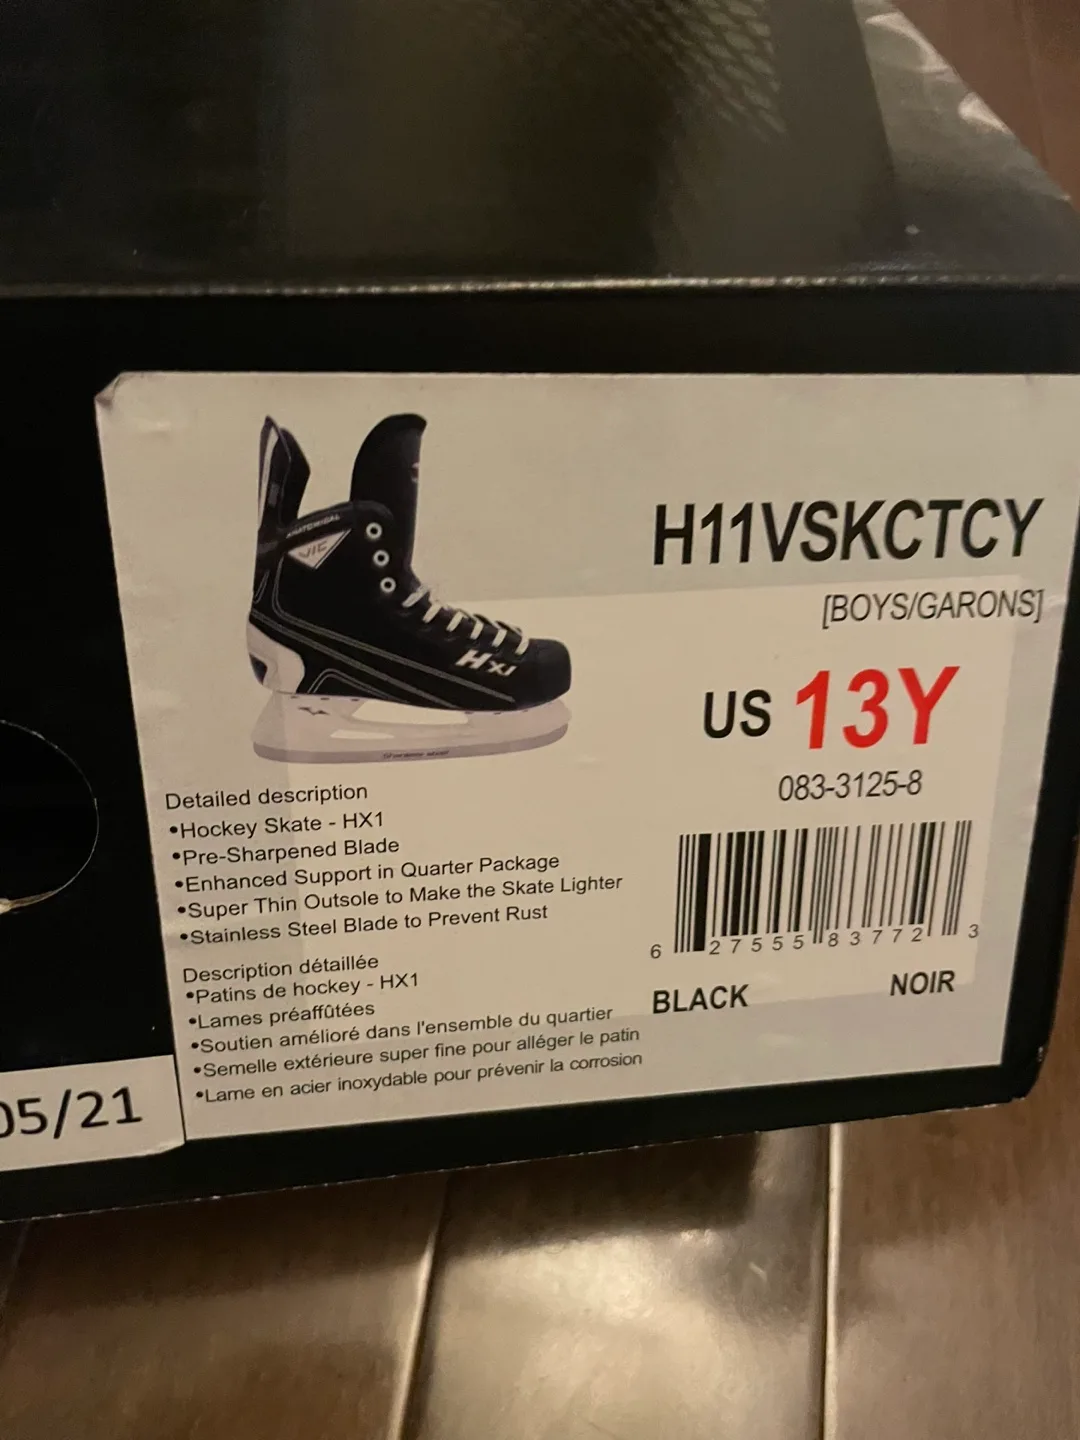 ANATOMICAL
VIC
HX1
H11VSKCTCY
[BOYS/GARONS]
US 13Y
083-3125-8
6 27555 83772 3
BLACK
NOIR
Detailed description
•Hockey Skate - HX1
•Pre-Sharpened Blade
•Enhanced Support in Quarter Package
•Super Thin Outsole to Make the Skate Lighter
•Stainless Steel Blade to Prevent Rust
Description détaillée
•Patins de hockey - HX1
•Lames préaffûtées
•Soutien amélioré dans l'ensemble du quartier
•Semelle extérieure super fine pour alléger le patin
•Lame en acier inoxydable pour prévenir la corrosion
05/21